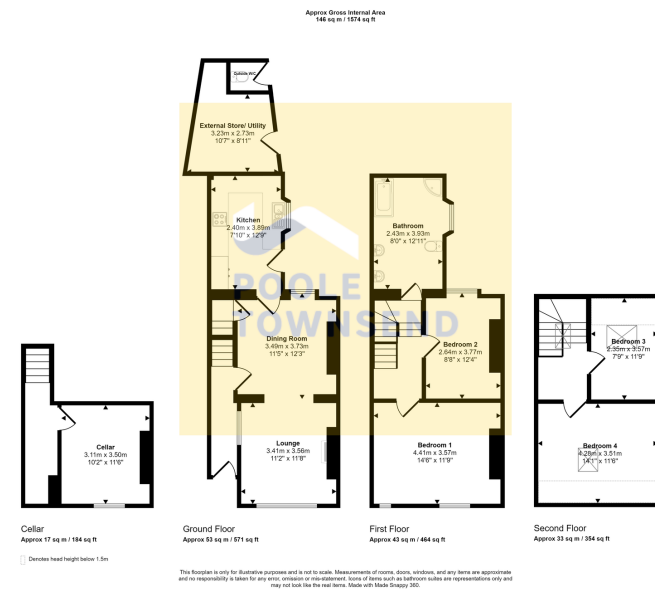 Approx Gross Internal Area
146 sq m / 1574 sq ft
Outside WC
External Store/ Utility
3.23m x 2.73m
10'7" x 8'11"
Kitchen
2.40m x 3.89m
7'10" x 12'9"
Bathroom
2.43m x 3.93m
8'0" x 12'11"
POOLE
TOWNSEND
Dining Room
3.49m x 3.73m
11'5" x 12'3"
Bedroom 2
2.64m x 3.77m
8'8" x 12'4"
Bedroom 3
2.35m x 3.57m
7'9" x 11'9"
Cellar
3.11m x 3.50m
10'2" x 11'6"
Lounge
3.41m x 3.56m
11'2" x 11'8"
Bedroom 1
4.41m x 3.57m
14'6" x 11'9"
Bedroom 4
4.28m x 3.51m
14'1" x 11'6"
Cellar
Approx 17 sq m / 184 sq ft
Ground Floor
Approx 53 sq m / 571 sq ft
First Floor
Approx 43 sq m / 464 sq ft
Second Floor
Approx 33 sq m / 354 sq ft
Denotes head height below 1.5m
This floorplan is only for illustrative purposes and is not to scale. Measurements of rooms, doors, windows, and any items are approximate
and no responsibility is taken for any error, omission or mis-statement. Icons of items such as bathroom suites are representations only and
may not look like the real items. Made with Made Snappy 360.